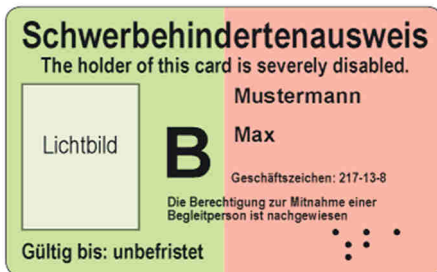 Schwerbehindertenausweis
The holder of this card is severely disabled.
Mustermann
Lichtbild
B
Max
Geschäftszeichen: 217-13-8
Die Berechtigung zur Mitnahme einer
Begleitperson ist nachgewiesen
Gültig bis: unbefristet